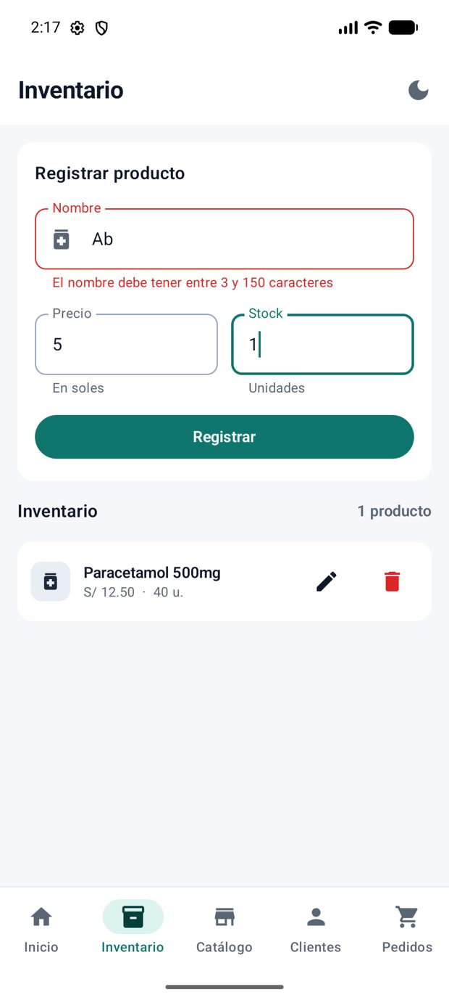 2:17
Inventario
Registrar producto
Nombre
Ab
El nombre debe tener entre 3 y 150 caracteres
Precio
Stock
5
1
En soles
Unidades
Registrar
Inventario
1 producto
Paracetamol 500mg
S/ 12.50 · 40 u.
Inicio
Inventario
Catálogo
Clientes
Pedidos